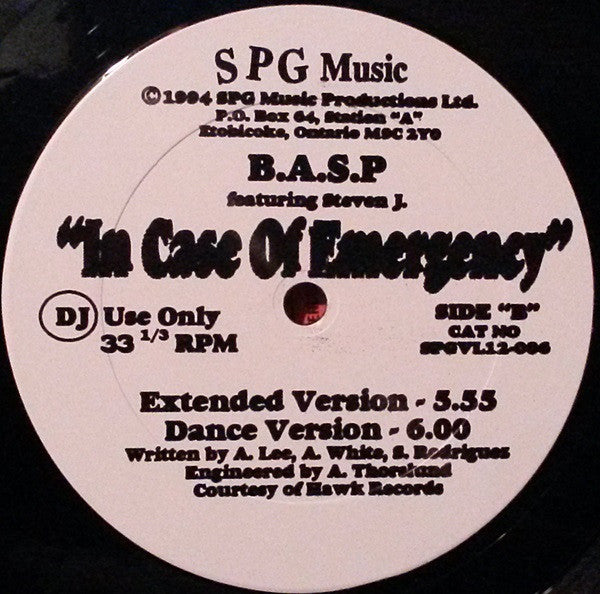 SPG Music
©1994 SPG Music Productions Ltd.
P.O. Box 64, Station "A"
Etobicoke, Ontario M9C 2Y0
B.A.S.P
featuring Steven J.
"In Case Of Emergency"
DJ Use Only
33 1/3 RPM
SIDE "B"
CAT NO
SPGVL12-006
Extended Version - 5.55
Dance Version - 6.00
Written by A. Lee, A. White, S. Rodriguez
Engineered by A. Thorslund
Courtesy of Hawk Records